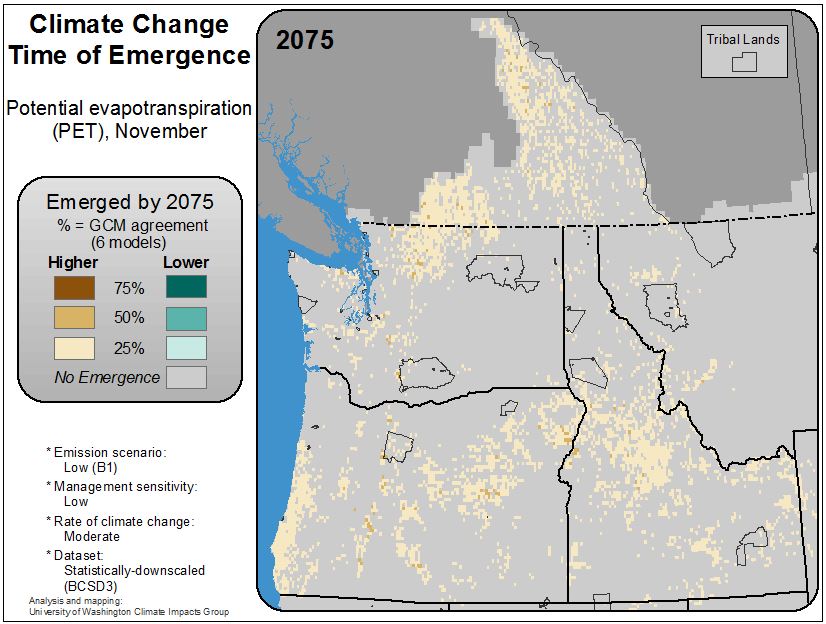 Climate Change
Time of Emergence
Potential evapotranspiration
(PET), November
Emerged by 2075
% = GCM agreement
(6 models)
Higher Lower
75%
50%
25%
No Emergence
* Emission scenario:
Low (B1)
* Management sensitivity:
Low
* Rate of climate change:
Moderate
* Dataset:
Statistically-downscaled
(BCSD3)
Analysis and mapping:
University of Washington Climate Impacts Group
2075
Tribal Lands